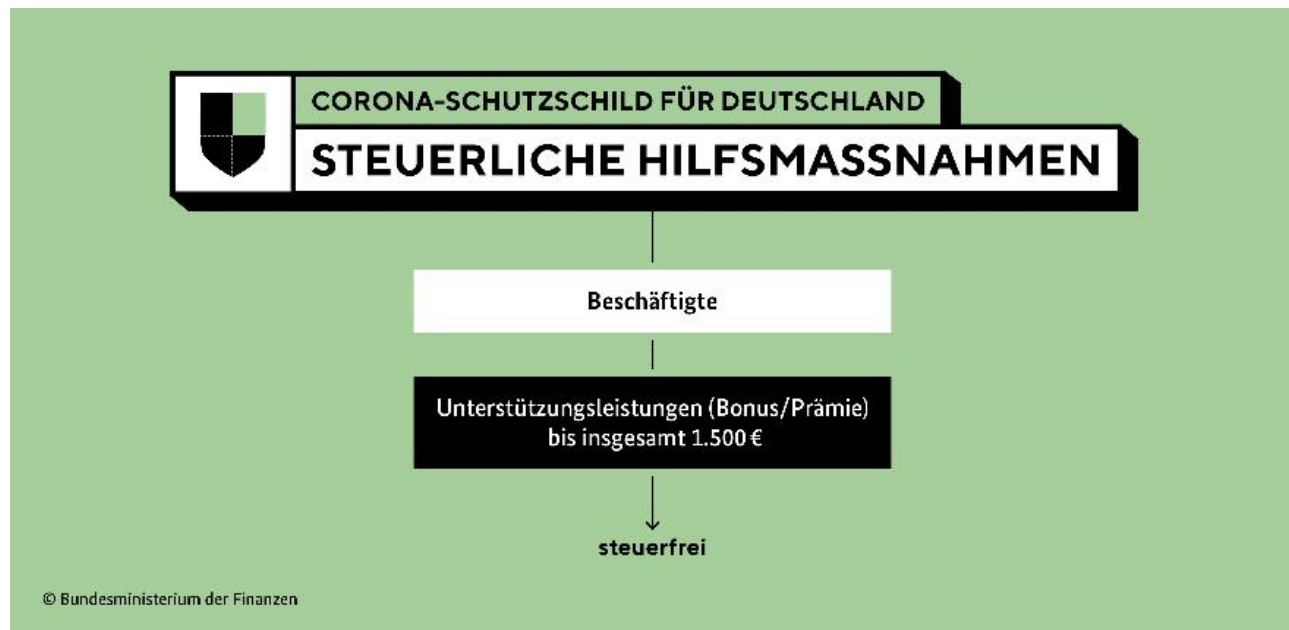 CORONA-SCHUTZSCHILD FÜR DEUTSCHLAND
STEUERLICHE HILFSMASSNAHMEN
Beschäftigte
Unterstützungsleistungen (Bonus/Prämie)
bis insgesamt 1.500 €
steuerfrei
© Bundesministerium der Finanzen